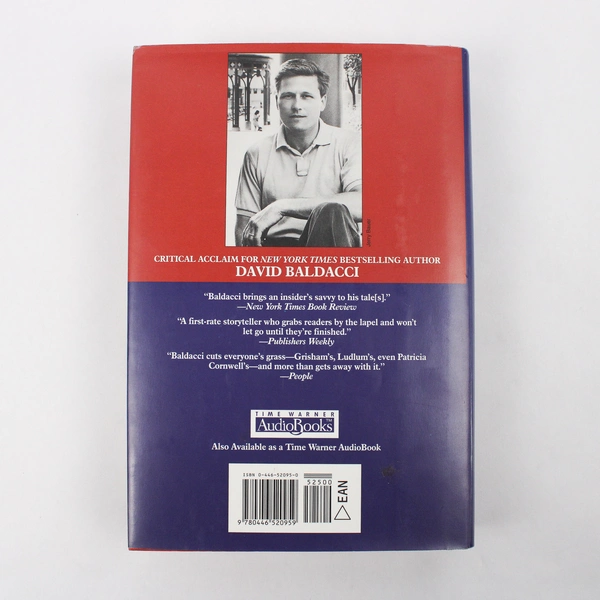 Jerry Bauer
CRITICAL ACCLAIM FOR NEW YORK TIMES BESTSELLING AUTHOR
DAVID BALDACCI
“Baldacci brings an insider’s savvy to his tale[s].”
—New York Times Book Review
“A first-rate storyteller who grabs readers by the lapel and won’t
let go until they’re finished.”
—Publishers Weekly
“Baldacci cuts everyone’s grass—Grisham’s, Ludlum’s, even Patricia
Cornwell’s—and more than gets away with it.”
—People
TIME WARNER
AudioBooks™
Also Available as a Time Warner AudioBook
ISBN 0-446-52095-0
52500
9 780446 520959
EAN